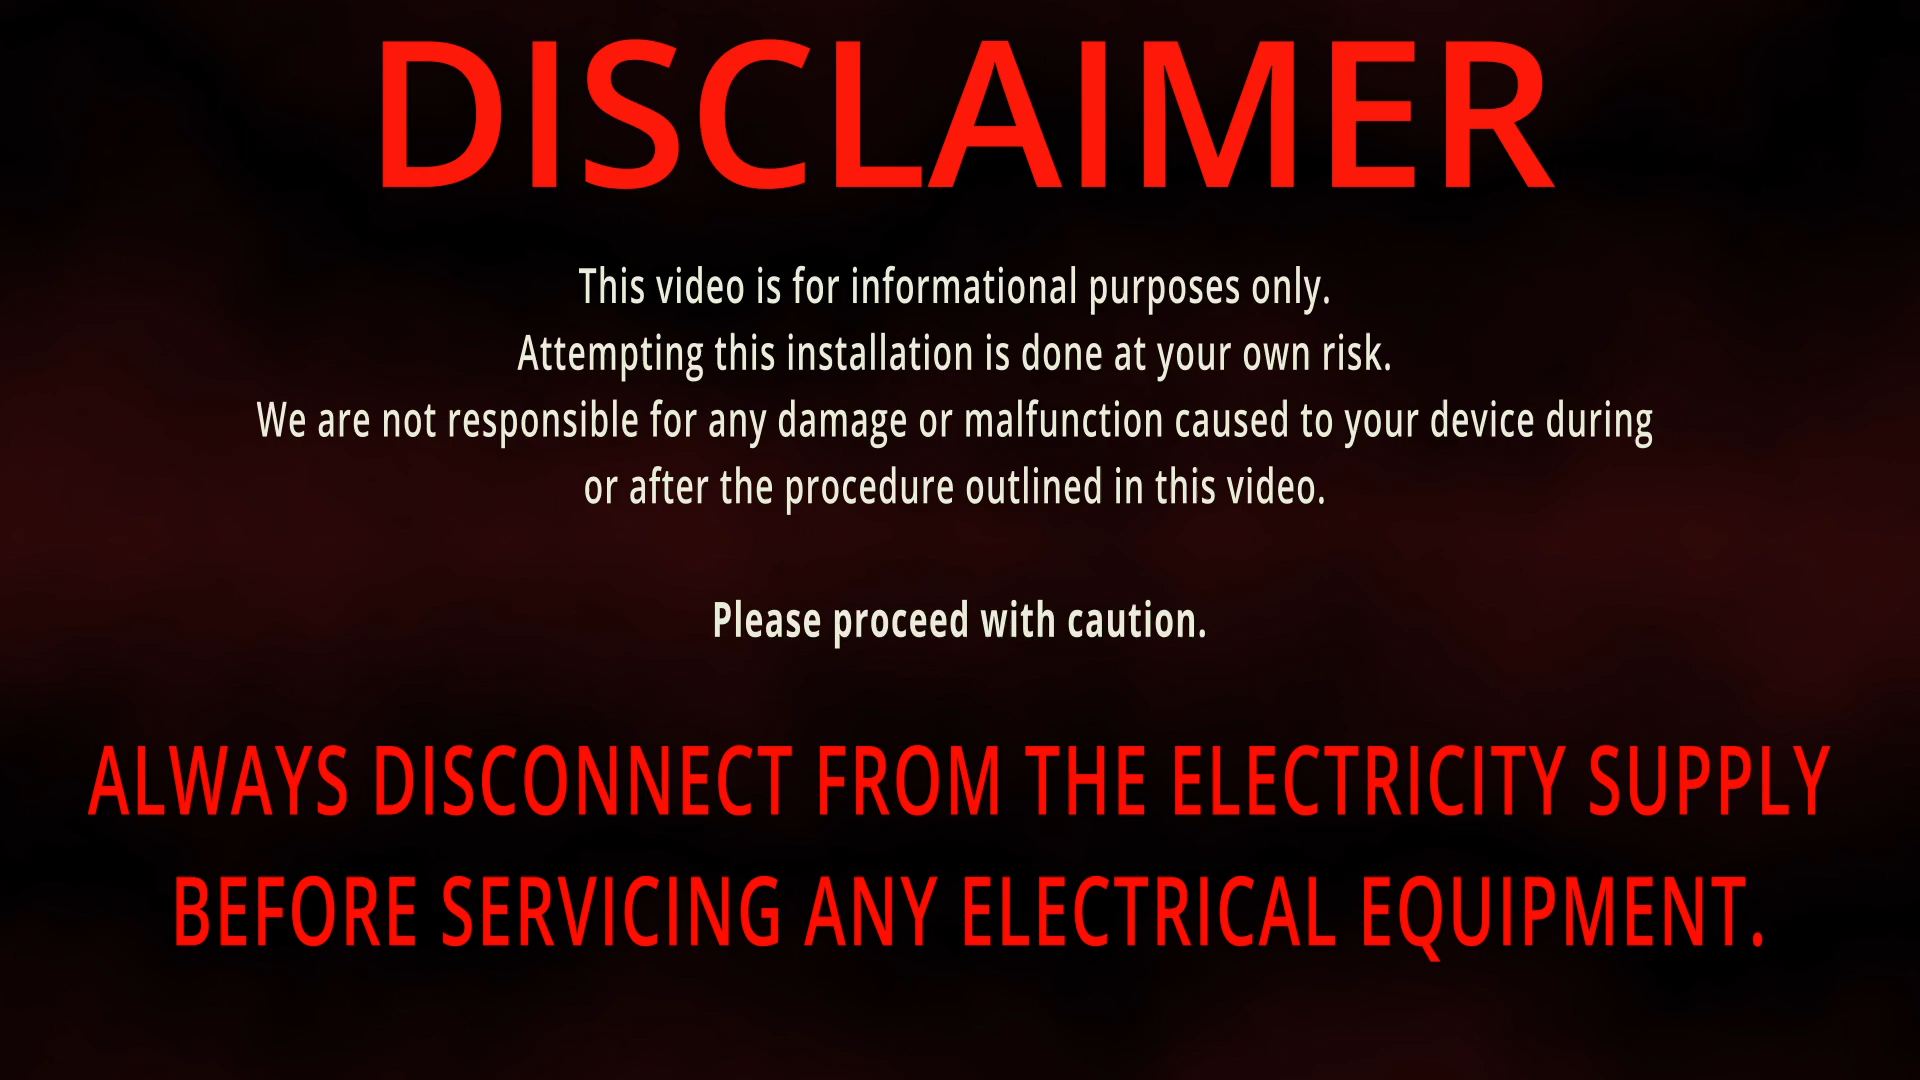 DISCLAIMER
This video is for informational purposes only.
Attempting this installation is done at your own risk.
We are not responsible for any damage or malfunction caused to your device during
or after the procedure outlined in this video.
Please proceed with caution.
ALWAYS DISCONNECT FROM THE ELECTRICITY SUPPLY
BEFORE SERVICING ANY ELECTRICAL EQUIPMENT.